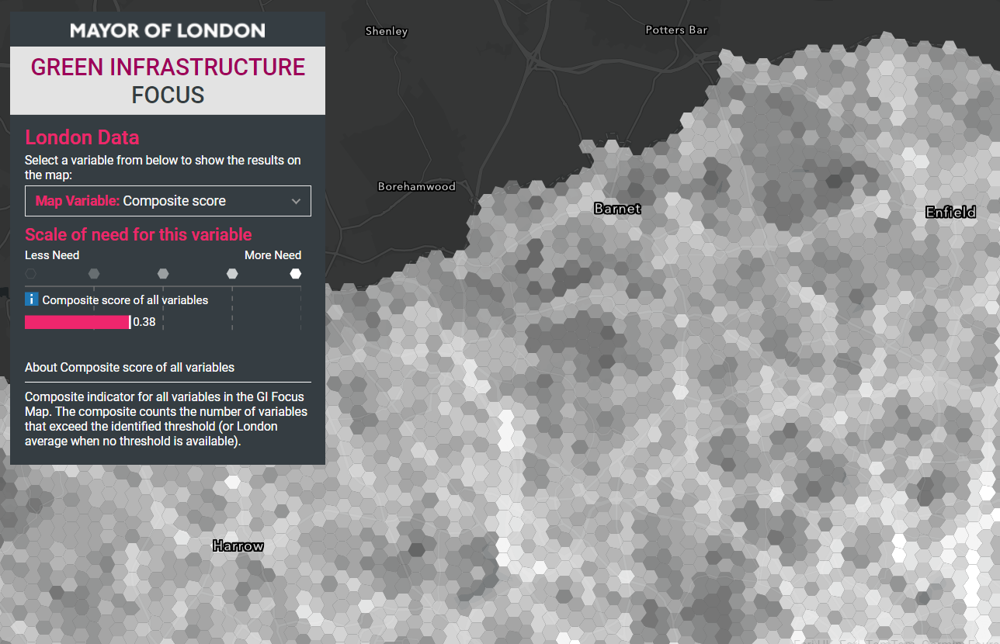 MAYOR OF LONDON
GREEN INFRASTRUCTURE
FOCUS
London Data
Select a variable from below to show the results on
the map:
Map Variable: Composite score
Scale of need for this variable
Less Need More Need
i Composite score of all variables
0.38
About Composite score of all variables
Composite indicator for all variables in the GI Focus
Map. The composite counts the number of variables
that exceed the identified threshold (or London
average when no threshold is available).
Shenley
Potters Bar
Borehamwood
Barnet
Enfield
Harrow